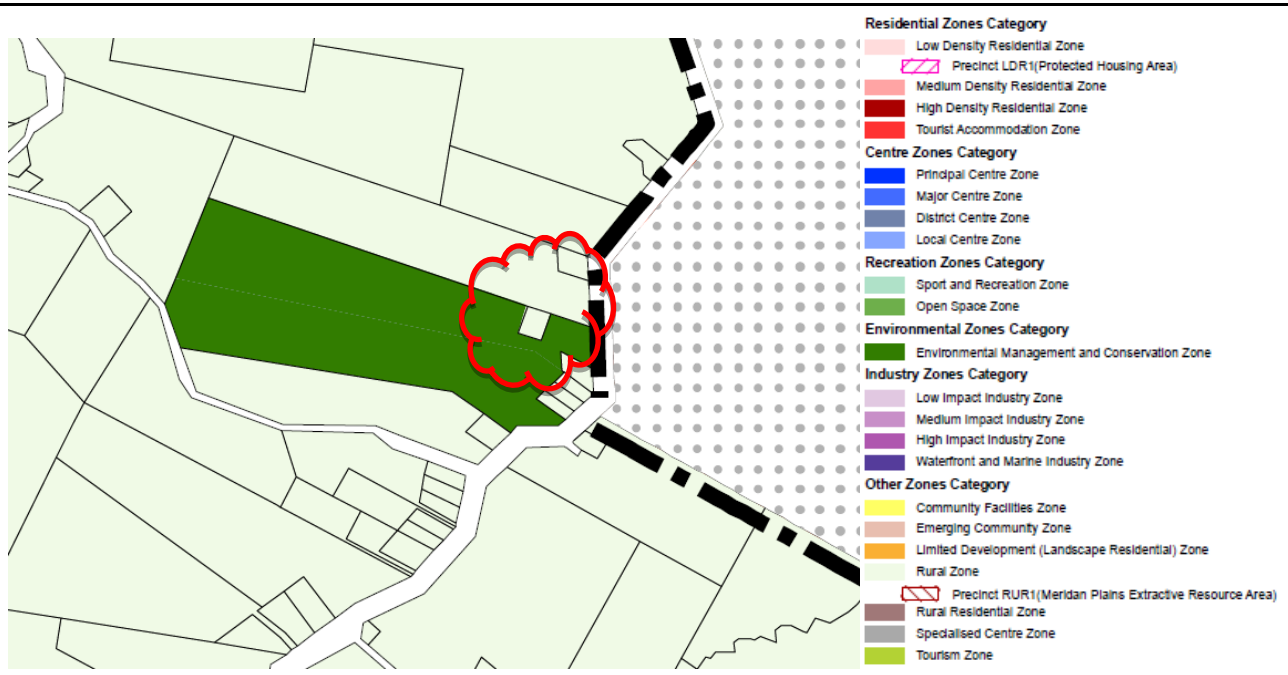 Residential Zones Category
Low Density Residential Zone
Precinct LDR1(Protected Housing Area)
Medium Density Residential Zone
High Density Residential Zone
Tourist Accommodation Zone
Centre Zones Category
Principal Centre Zone
Major Centre Zone
District Centre Zone
Local Centre Zone
Recreation Zones Category
Sport and Recreation Zone
Open Space Zone
Environmental Zones Category
Environmental Management and Conservation Zone
Industry Zones Category
Low Impact Industry Zone
Medium Impact Industry Zone
High Impact Industry Zone
Waterfront and Marine Industry Zone
Other Zones Category
Community Facilities Zone
Emerging Community Zone
Limited Development (Landscape Residential) Zone
Rural Zone
Precinct RUR1(Meridan Plains Extractive Resource Area)
Rural Residential Zone
Specialised Centre Zone
Tourism Zone